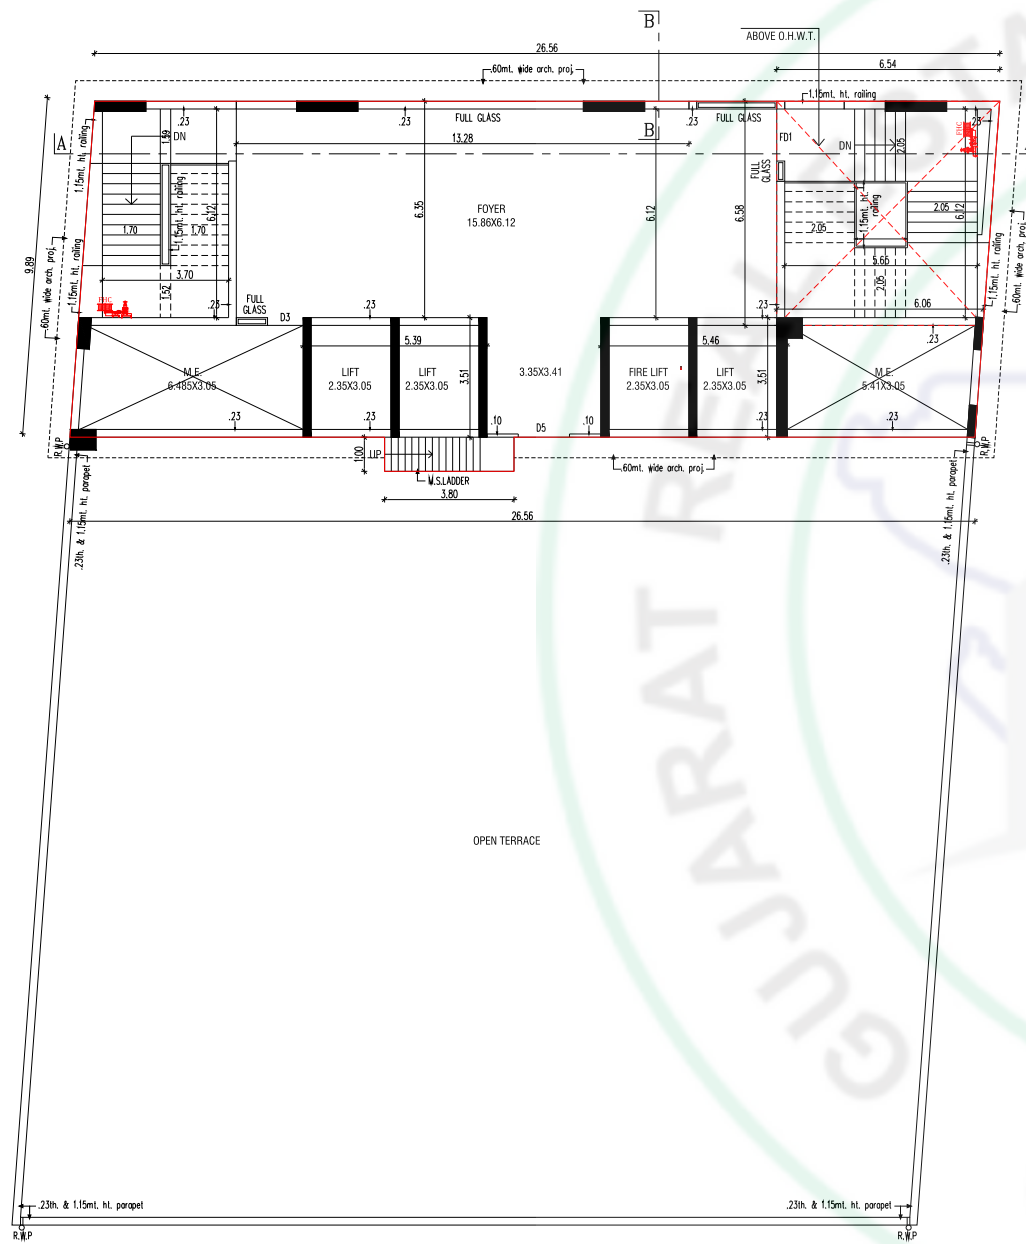 B
ABOVE O.H.W.T.
26.56
6.54
.60mt. wide arch. proj.
1.15mt. ht. railing
.23
.23
.23
.23
FULL GLASS
FULL GLASS
A
DN
1.59
B
FD1
DN
2.05
FHC
13.28
1.15mt. ht. railing
FULL
GLASS
6.12
1.15mt. ht. railing
6.35
FOYER
15.86X6.12
6.12
6.58
1.15mt. ht.
railing
2.05
6.12
1.70
1.70
2.05
9.89
.60mt. wide arch. proj.
1.15mt. ht. railing
3.70
1.52
5.65
2.05
1.15mt. ht. railing
.60mt. wide arch. proj.
FHC
.23
FULL
GLASS
D3
.23
.23
6.06
.23
5.39
5.46
M.E.
6.485X3.05
LIFT
2.35X3.05
LIFT
2.35X3.05
3.51
3.35X3.41
FIRE LIFT
2.35X3.05
LIFT
2.35X3.05
3.51
M.E.
5.41X3.05
.23
.23
.10
D5
.10
.23
.23
R.W.P
UP
1.00
M.S.LADDER
3.80
.60mt. wide arch. proj.
R.W.P
.23th. & 1.15mt. ht. parapet
26.56
.23th. & 1.15mt. ht. parapet
OPEN TERRACE
.23th. & 1.15mt. ht. parapet
.23th. & 1.15mt. ht. parapet
R.W.P
R.W.P
GUJARAT REAL ESTA